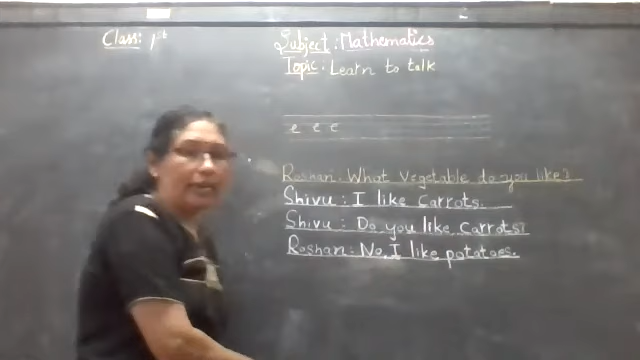 Class: 1st
Subject: Mathematics
Topic: Learn to talk
e e e
Roshan: What vegetable do you like?
Shivu: I like carrots.
Shivu: Do you like carrots?
Roshan: No, I like potatoes.